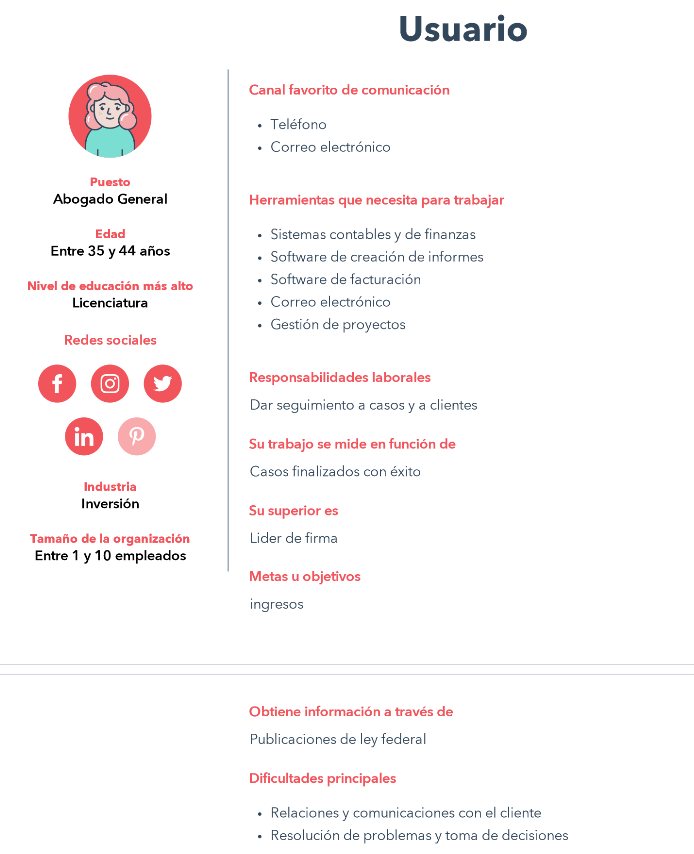 Usuario
Puesto
Abogado General
Edad
Entre 35 y 44 años
Nivel de educación más alto
Licenciatura
Redes sociales
Industria
Inversión
Tamaño de la organización
Entre 1 y 10 empleados
Canal favorito de comunicación
• Teléfono
• Correo electrónico
Herramientas que necesita para trabajar
• Sistemas contables y de finanzas
• Software de creación de informes
• Software de facturación
• Correo electrónico
• Gestión de proyectos
Responsabilidades laborales
Dar seguimiento a casos y a clientes
Su trabajo se mide en función de
Casos finalizados con éxito
Su superior es
Lider de firma
Metas u objetivos
ingresos
Obtiene información a través de
Publicaciones de ley federal
Dificultades principales
• Relaciones y comunicaciones con el cliente
• Resolución de problemas y toma de decisiones